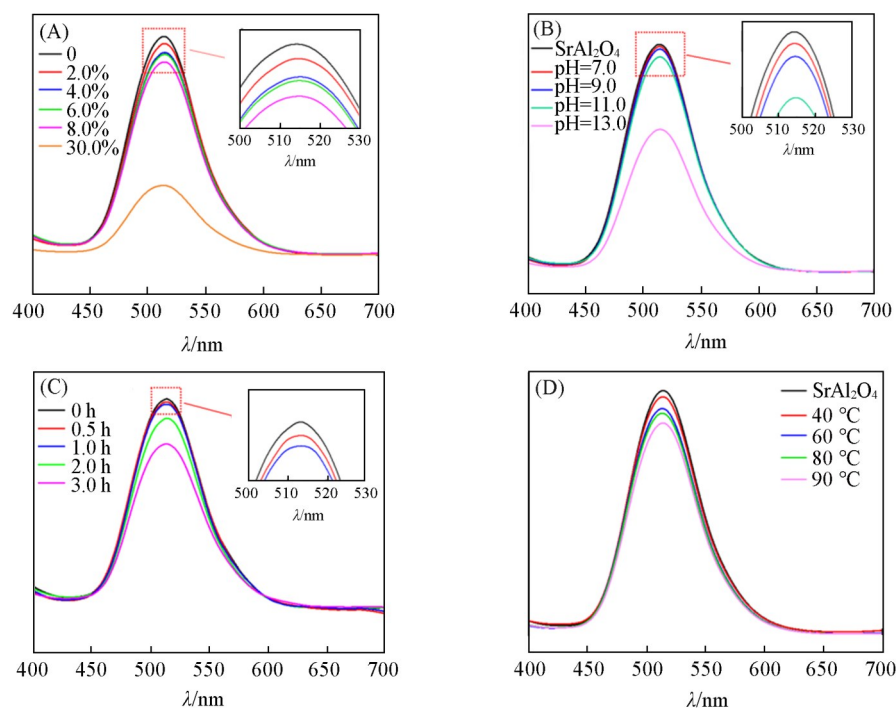 (A)
0
2.0%
4.0%
6.0%
8.0%
30.0%
500 510 520 530
λ/nm
400 450 500 550 600 650 700
λ/nm
(B)
SrAl₂O₄
pH=7.0
pH=9.0
pH=11.0
pH=13.0
500 510 520 530
λ/nm
400 450 500 550 600 650 700
λ/nm
(C)
0 h
0.5 h
1.0 h
2.0 h
3.0 h
500 510 520 530
λ/nm
400 450 500 550 600 650 700
λ/nm
(D)
SrAl₂O₄
40 ℃
60 ℃
80 ℃
90 ℃
400 450 500 550 600 650 700
λ/nm